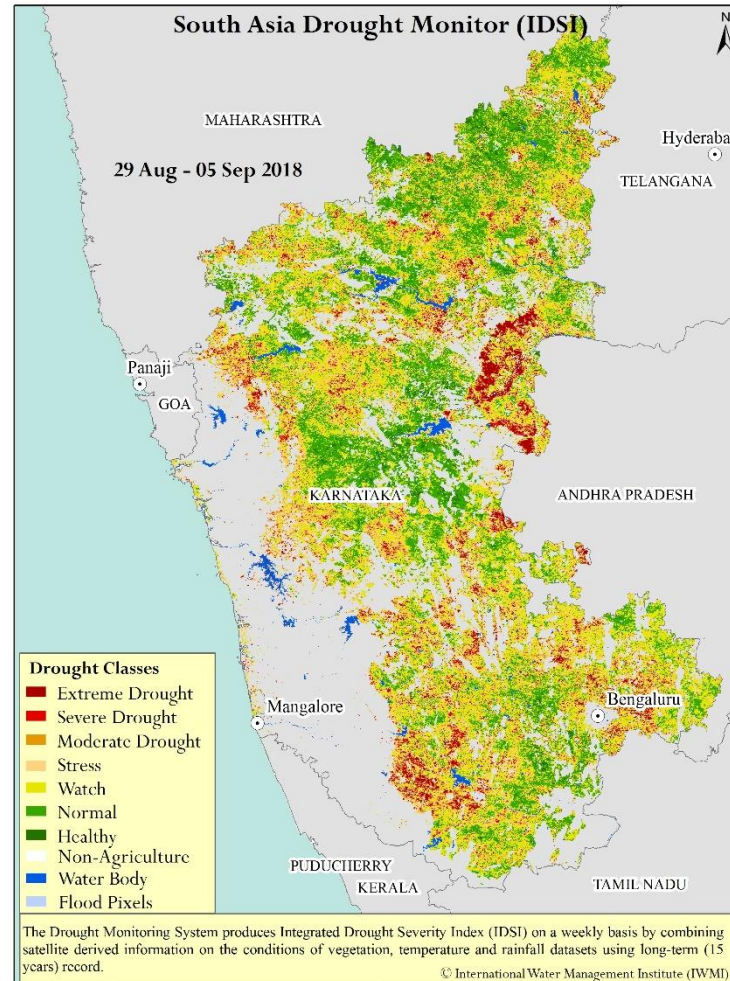 South Asia Drought Monitor (IDSI)
N
MAHARASHTRA
Hyderaba
29 Aug - 05 Sep 2018
TELANGANA
Panaji
GOA
KARNATAKA
ANDHRA PRADESH
Drought Classes
Extreme Drought
Severe Drought
Moderate Drought
Stress
Watch
Normal
Healthy
Non-Agriculture
Water Body
Flood Pixels
Mangalore
Bengaluru
PUDUCHERRY
KERALA
TAMIL NADU
The Drought Monitoring System produces Integrated Drought Severity Index (IDSI) on a weekly basis by combining
satellite derived information on the conditions of vegetation, temperature and rainfall datasets using long-term (15
years) record.
© International Water Management Institute (IWMI)